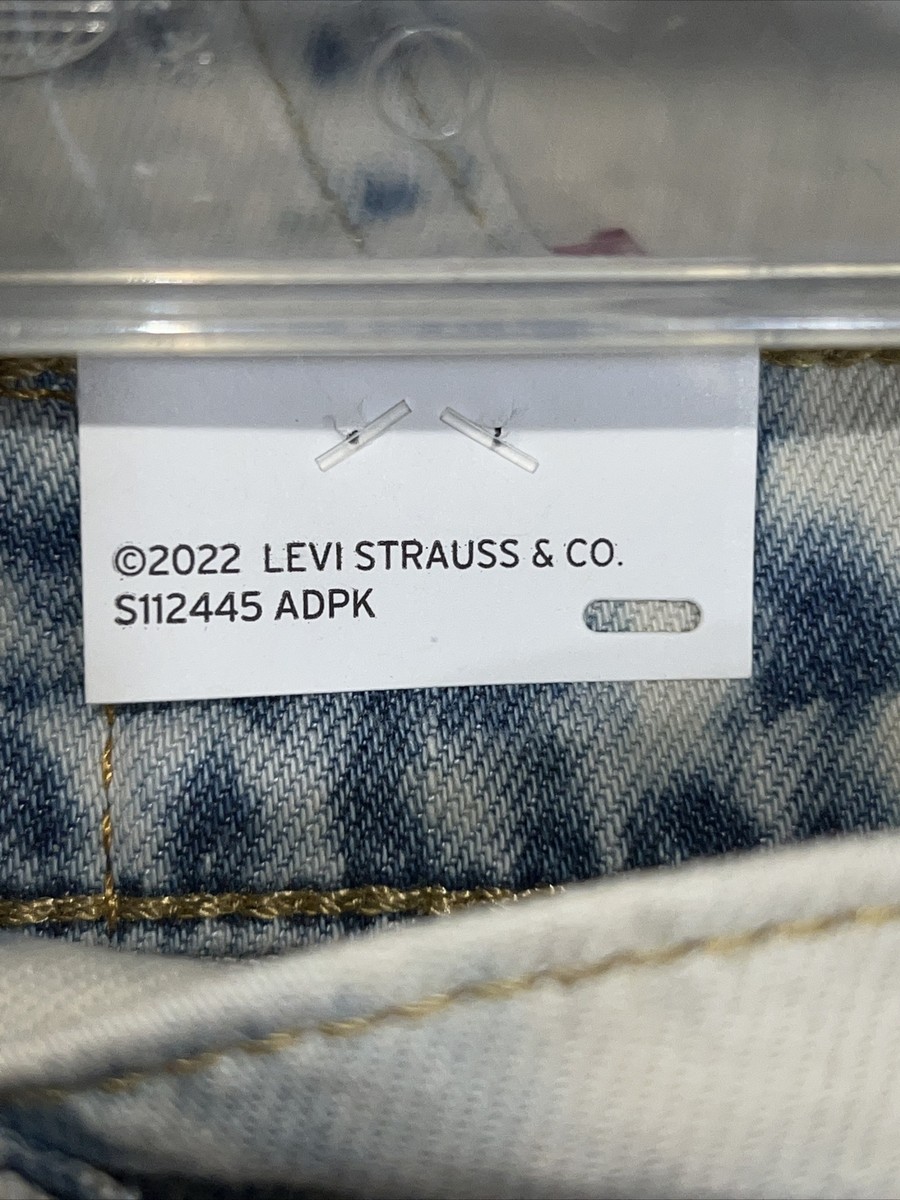 ©2022 LEVI STRAUSS & CO.
S112445 ADPK